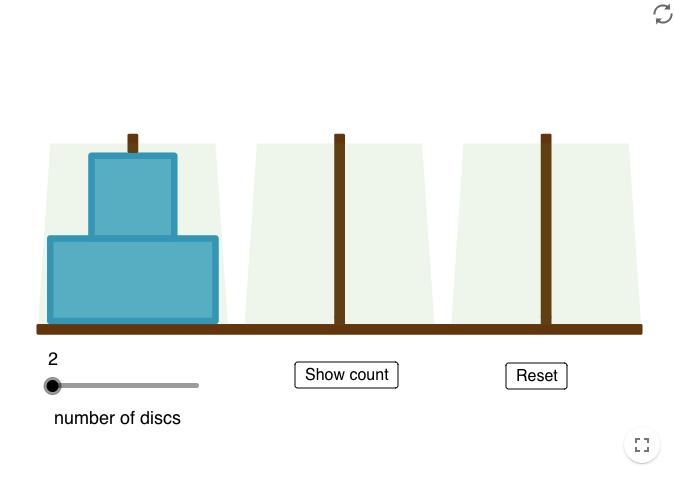 2
number of discs
Show count
Reset